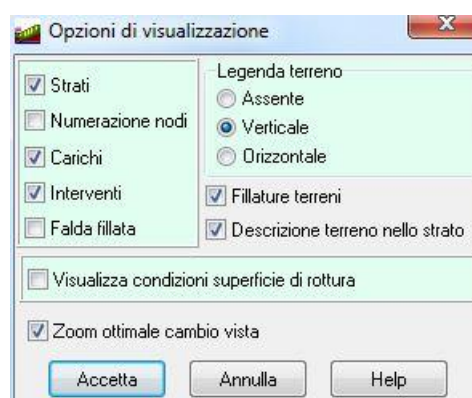 Opzioni di visualizzazione
X
Strati
Numerazione nodi
Carichi
Interventi
Falda fillata
Legenda terreno
Assente
Verticale
Orizzontale
Fillature terreni
Descrizione terreno nello strato
Visualizza condizioni superficie di rottura
Zoom ottimale cambio vista
Accetta Annulla Help